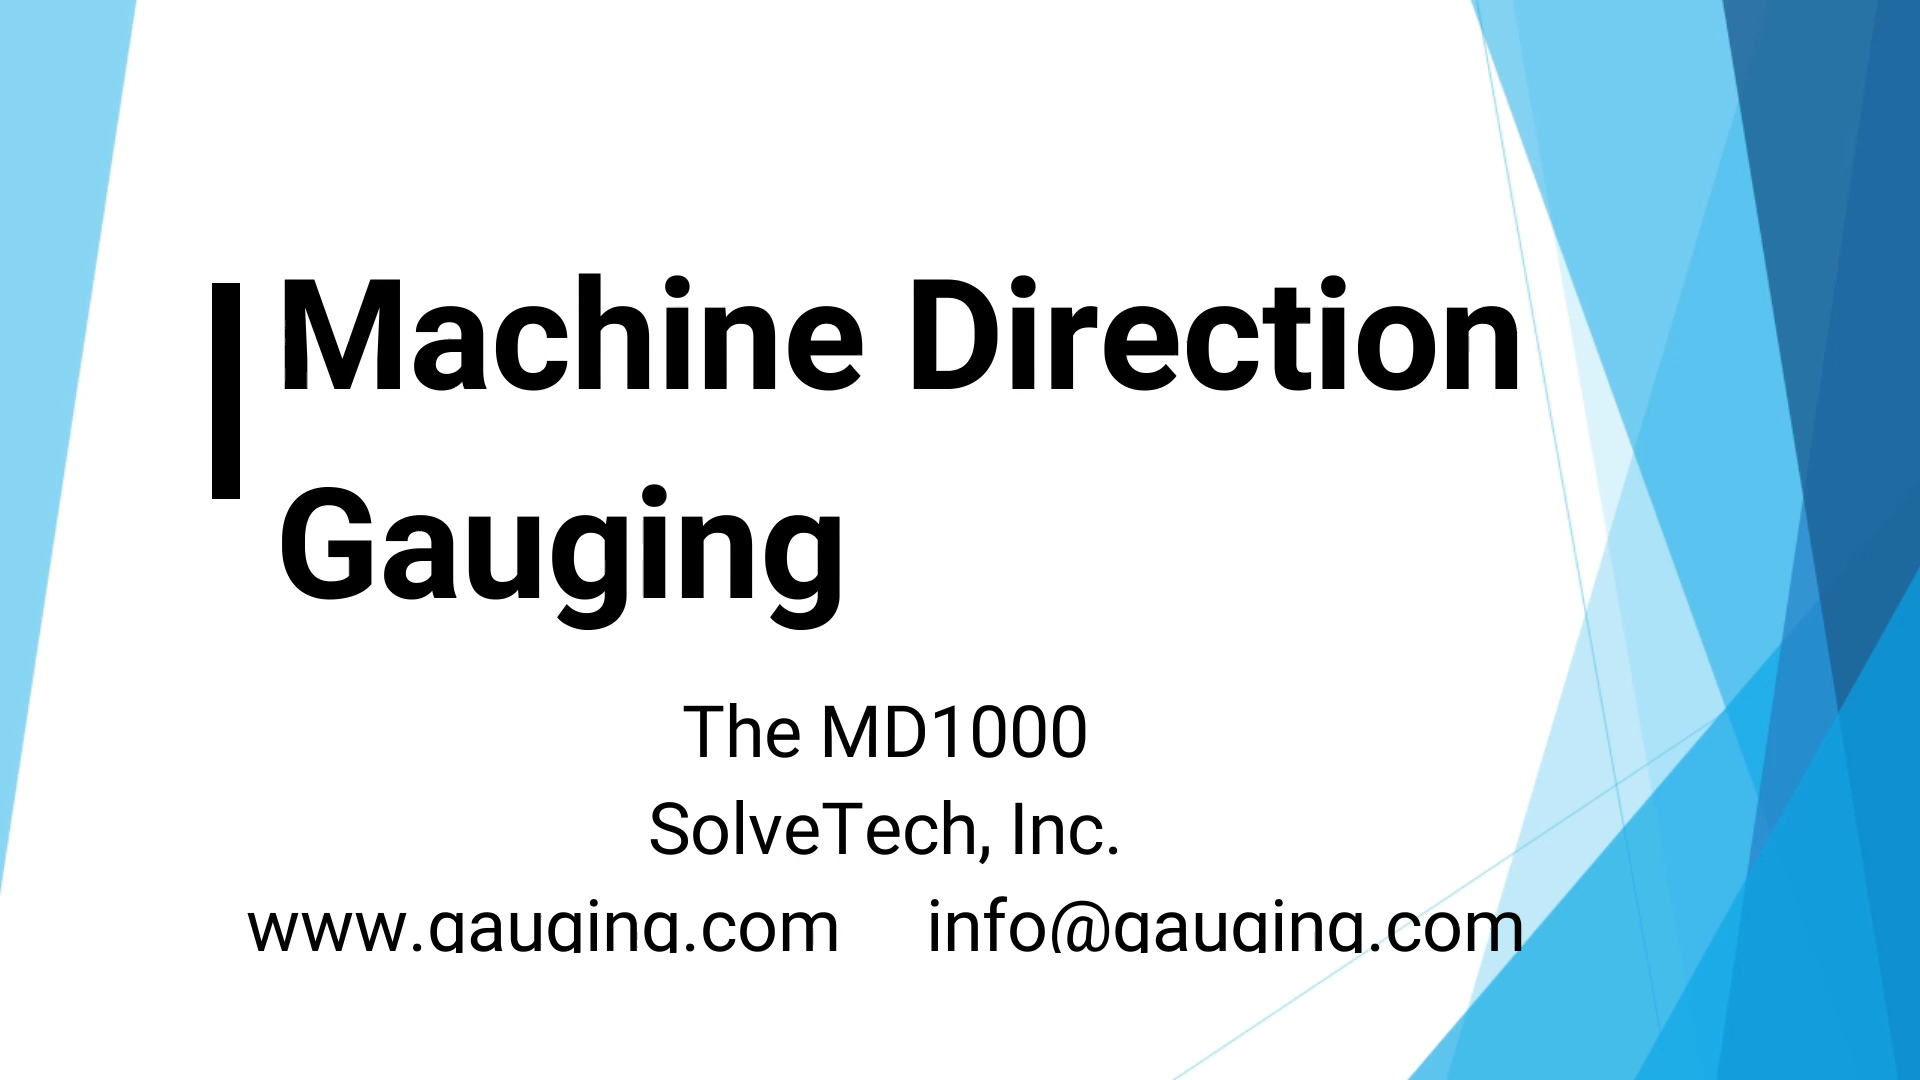 Machine Direction
Gauging
The MD1000
SolveTech, Inc.
www.gauging.com info@gauging.com